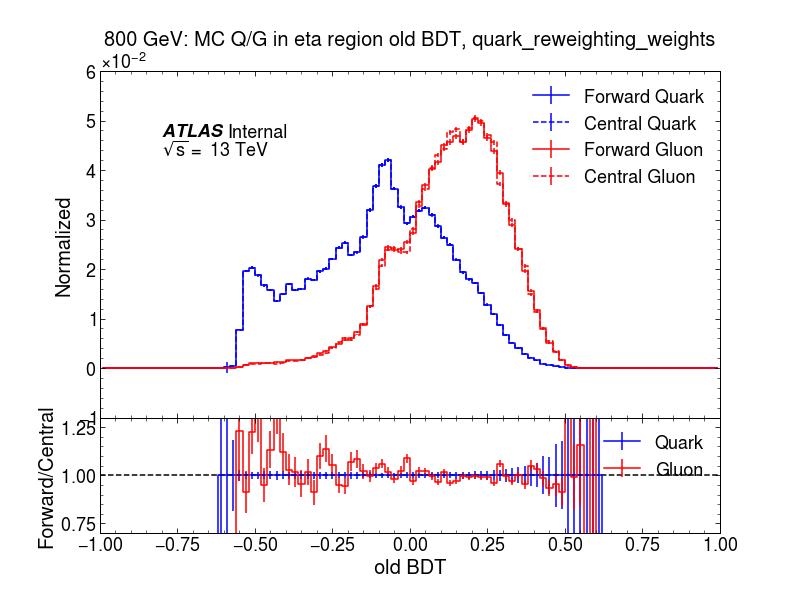 800 GeV: MC Q/G in eta region old BDT, quark_reweighting_weights
×10⁻²
6
5
4
3
2
1
0
−1
Normalized
ATLAS Internal
√s = 13 TeV
Forward Quark
Central Quark
Forward Gluon
Central Gluon
1.25
1.00
0.75
Forward/Central
Quark
Gluon
−1.00 −0.75 −0.50 −0.25 0.00 0.25 0.50 0.75 1.00
old BDT